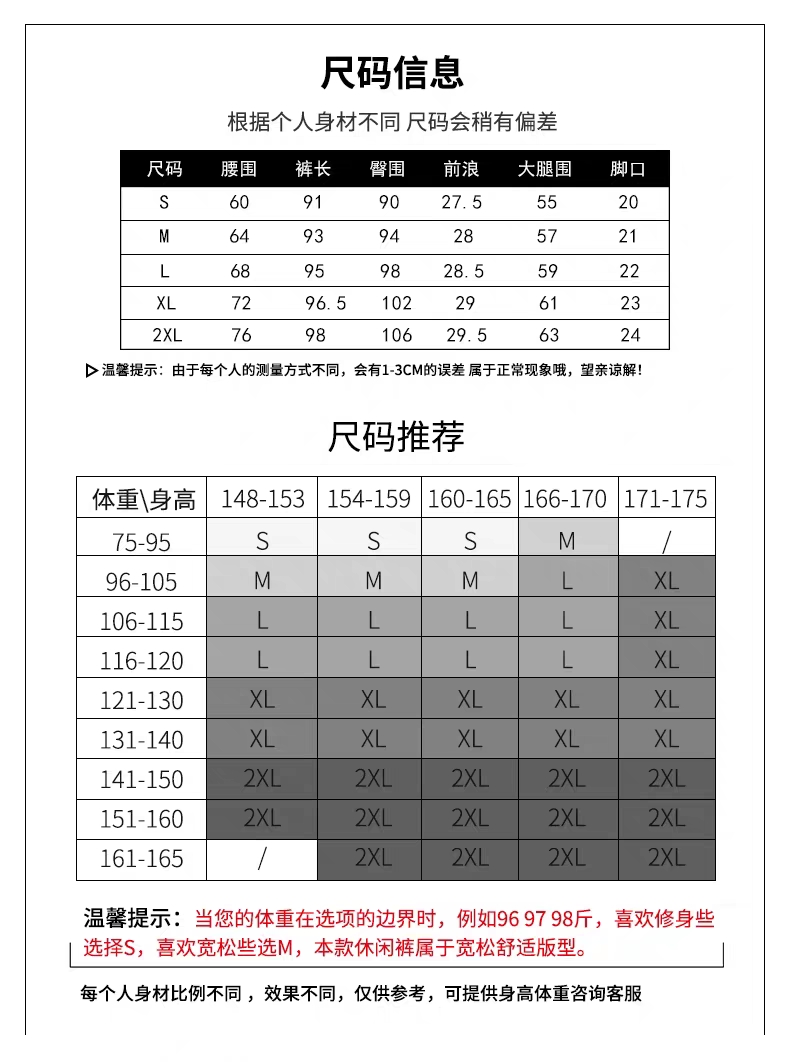 尺码信息
根据个人身材不同 尺码会稍有偏差
尺码 腰围 裤长 臀围 前浪 大腿围 脚口
S 60 91 90 27.5 55 20
M 64 93 94 28 57 21
L 68 95 98 28.5 59 22
XL 72 96.5 102 29 61 23
2XL 76 98 106 29.5 63 24
温馨提示：由于每个人的测量方式不同，会有1-3CM的误差 属于正常现象哦，望亲谅解！
尺码推荐
体重\身高 148-153 154-159 160-165 166-170 171-175
75-95 S S S M /
96-105 M M M L XL
106-115 L L L L XL
116-120 L L L L XL
121-130 XL XL XL XL XL
131-140 XL XL XL XL XL
141-150 2XL 2XL 2XL 2XL 2XL
151-160 2XL 2XL 2XL 2XL 2XL
161-165 / 2XL 2XL 2XL 2XL
温馨提示：当您的体重在选项的边界时，例如96 97 98斤，喜欢修身些
选择S，喜欢宽松些选M，本款休闲裤属于宽松舒适版型。
每个人身材比例不同 ，效果不同，仅供参考，可提供身高体重咨询客服